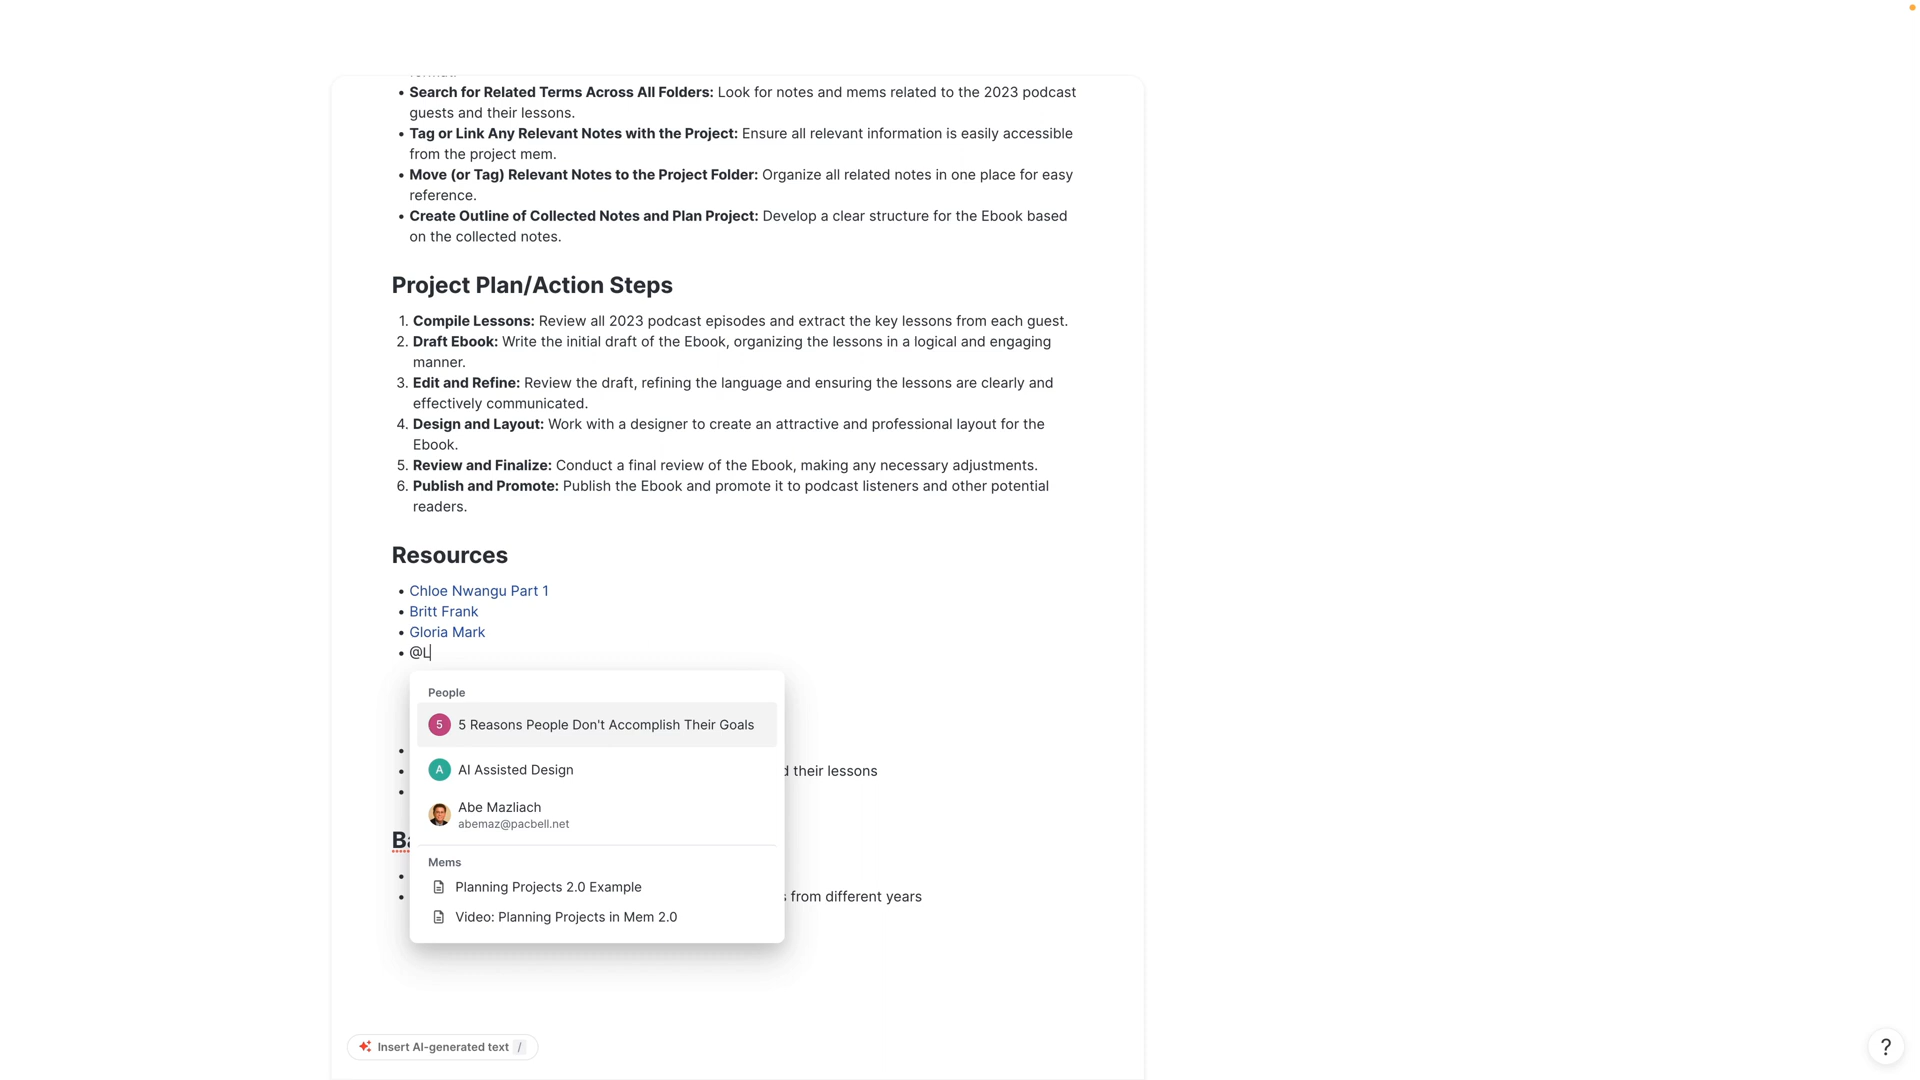 • Search for Related Terms Across All Folders: Look for notes and mems related to the 2023 podcast
guests and their lessons.
• Tag or Link Any Relevant Notes with the Project: Ensure all relevant information is easily accessible
from the project mem.
• Move (or Tag) Relevant Notes to the Project Folder: Organize all related notes in one place for easy
reference.
• Create Outline of Collected Notes and Plan Project: Develop a clear structure for the Ebook based
on the collected notes.
Project Plan/Action Steps
1. Compile Lessons: Review all 2023 podcast episodes and extract the key lessons from each guest.
2. Draft Ebook: Write the initial draft of the Ebook, organizing the lessons in a logical and engaging
manner.
3. Edit and Refine: Review the draft, refining the language and ensuring the lessons are clearly and
effectively communicated.
4. Design and Layout: Work with a designer to create an attractive and professional layout for the
Ebook.
5. Review and Finalize: Conduct a final review of the Ebook, making any necessary adjustments.
6. Publish and Promote: Publish the Ebook and promote it to podcast listeners and other potential
readers.
Resources
• Chloe Nwangu Part 1
• Britt Frank
• Gloria Mark
• @L
People
5 5 Reasons People Don't Accomplish Their Goals
A AI Assisted Design
their lessons
Abe Mazliach
abemaz@pacbell.net
Mems
Planning Projects 2.0 Example
from different years
Video: Planning Projects in Mem 2.0
Insert AI-generated text /
?